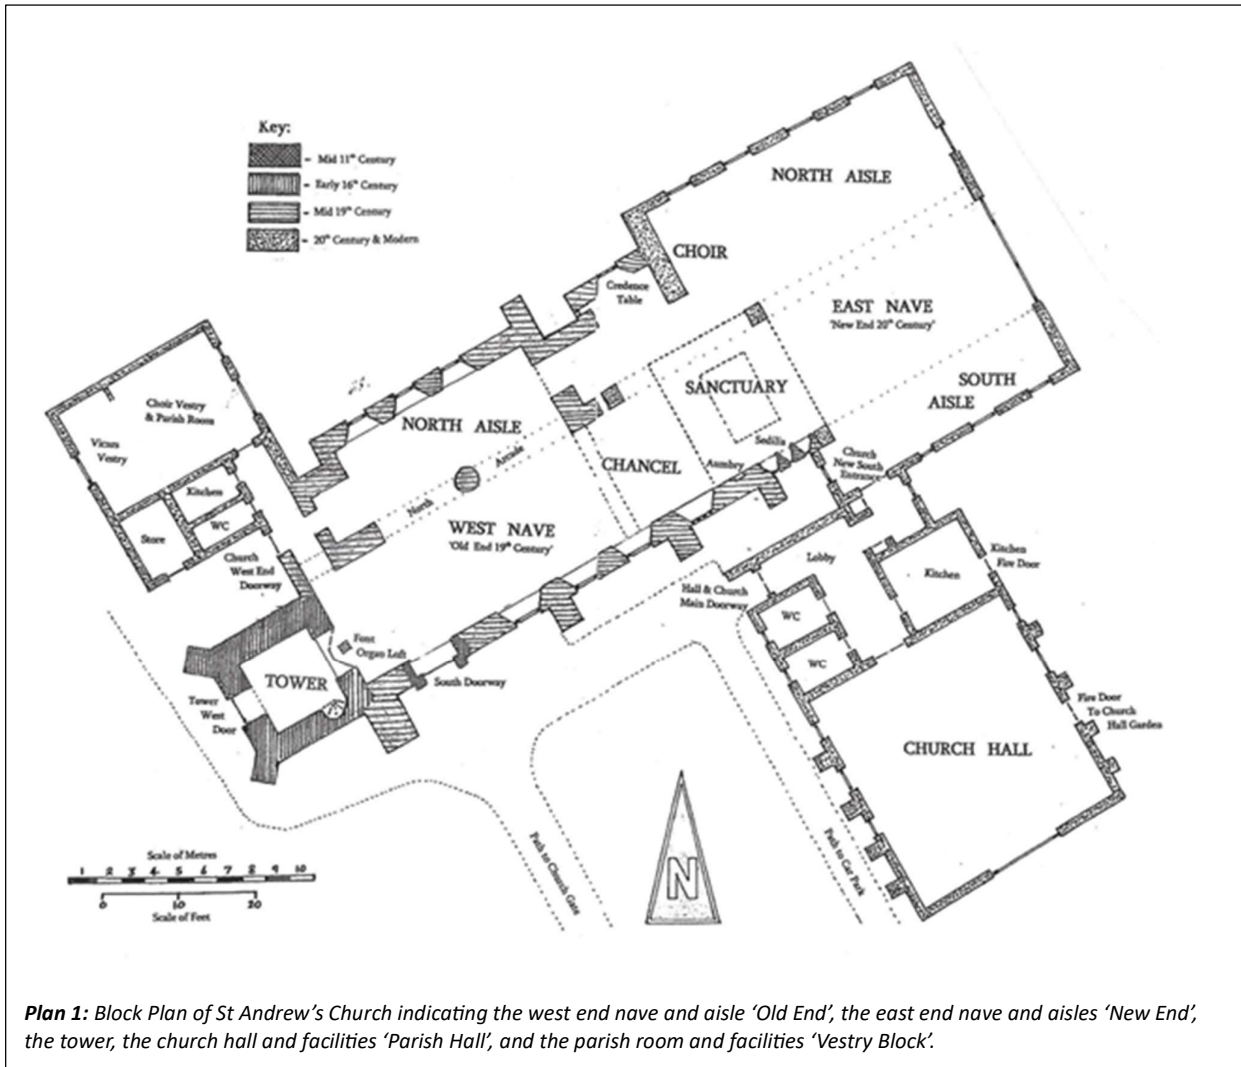 Key:
- Mid 11th Century
- Early 16th Century
- Mid 19th Century
- 20th Century & Modern
NORTH AISLE
CHOIR
Credence
Table
EAST NAVE
'New End 20th Century'
SOUTH
AISLE
SANCTUARY
Choir Vestry
& Parish Room
Vicars
Vestry
NORTH AISLE
North Arcade
CHANCEL
Aumbry
Sedilia
Church
New South
Entrance
Kitchen
WC
Store
WEST NAVE
'Old End 19th Century'
Church
West End
Doorway
Lobby
Kitchen
Kitchen
Fire Door
Hall & Church
Main Doorway
WC
WC
Font
Organ Loft
TOWER
South Doorway
Tower
West
Door
Fire Door
To Church
Hall Garden
CHURCH HALL
Path to Church Gate
Path to Car Park
N
Scale of Metres
1 2 3 4 5 6 7 8 9 10
0 10 20
Scale of Feet
Plan 1: Block Plan of St Andrew's Church indicating the west end nave and aisle 'Old End', the east end nave and aisles 'New End',
the tower, the church hall and facilities 'Parish Hall', and the parish room and facilities 'Vestry Block'.